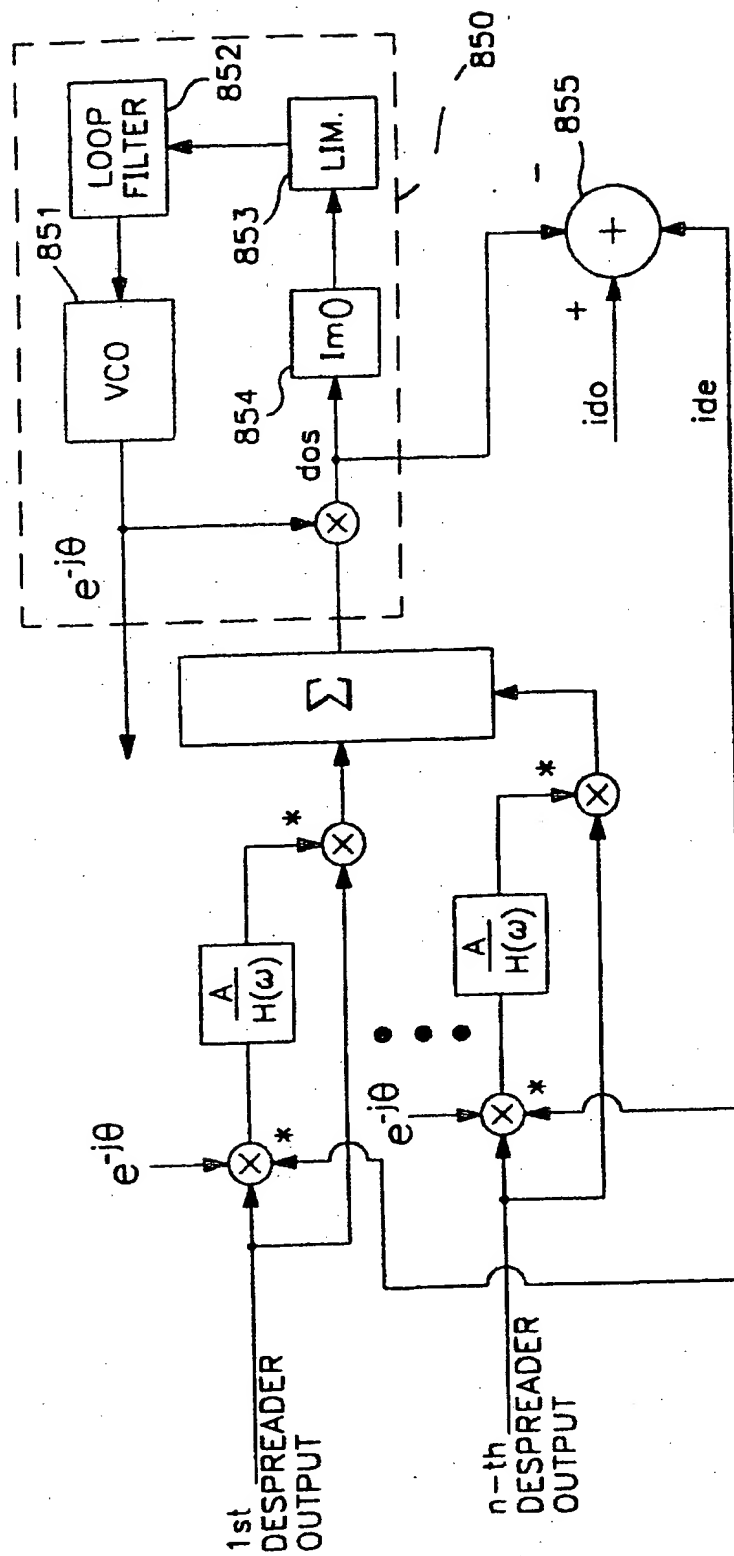 1st
DESPREADER
OUTPUT
n-th
DESPREADER
OUTPUT
e-jθ
*
A
H(ω)
*
e-jθ
*
A
H(ω)
*
Σ
e-jθ
VCO
851
LOOP
FILTER
852
LIM.
853
Im()
854
dos
850
855
-
+
+
ido
ide